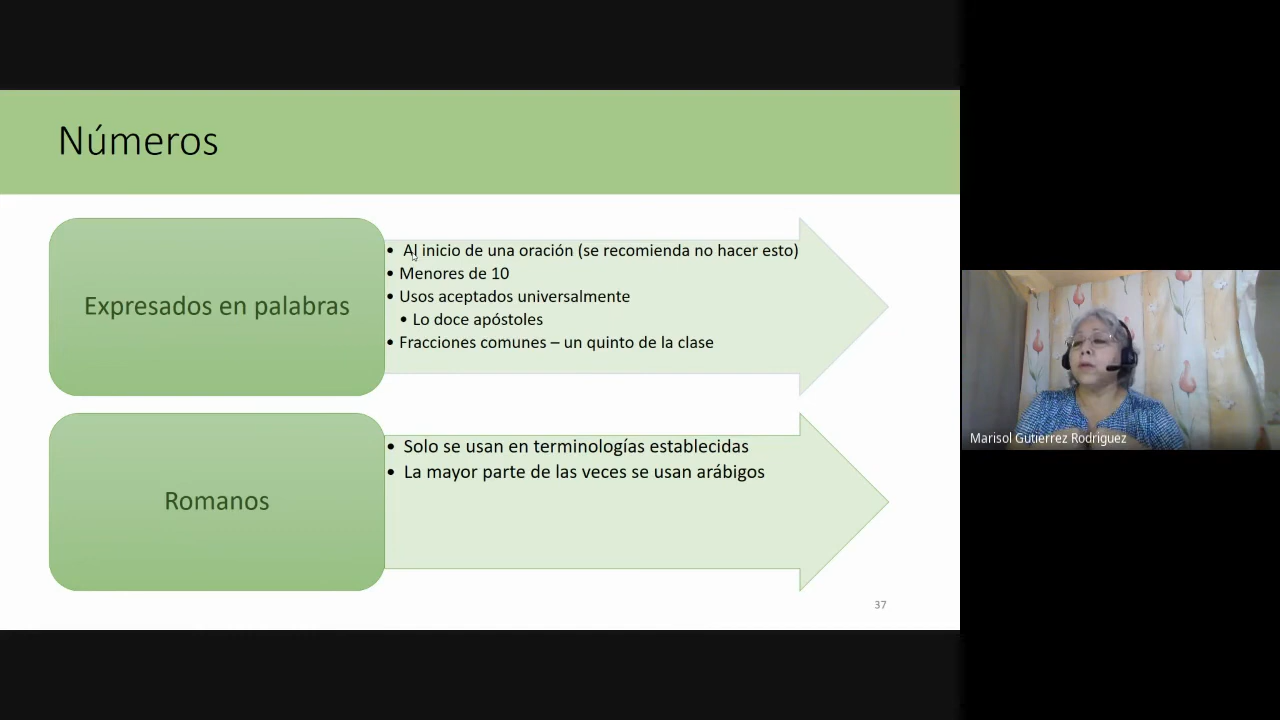 Números
Expresados en palabras
• Al inicio de una oración (se recomienda no hacer esto)
• Menores de 10
• Usos aceptados universalmente
• Lo doce apóstoles
• Fracciones comunes – un quinto de la clase
Romanos
• Solo se usan en terminologías establecidas
• La mayor parte de las veces se usan arábigos
37
Marisol Gutierrez Rodriguez